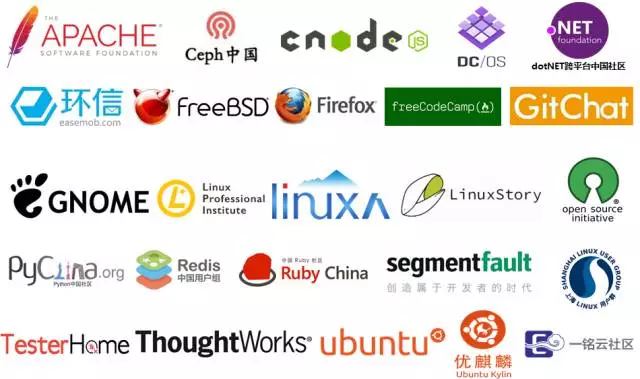 THE
APACHE®
SOFTWARE FOUNDATION
Ceph中国
cnode JS
DC/OS
.NET
foundation
dotNET跨平台中国社区
环信
easemob.com
FreeBSD
Firefox
freeCodeCamp(🔥)
GitChat
GNOME
Linux
Professional
Institute
linuxA
LinuxStory
open source
initiative
PyChina.org
Python中国社区
Redis
中国用户组
中国 Ruby 社区
Ruby China
segmentfault
创造属于开发者的时代
SHANGHAI LINUX USER GROUP
上海 LINUX 用户群
TesterHome
ThoughtWorks®
ubuntu
优麒麟
Ubuntu Kylin
一铭云社区